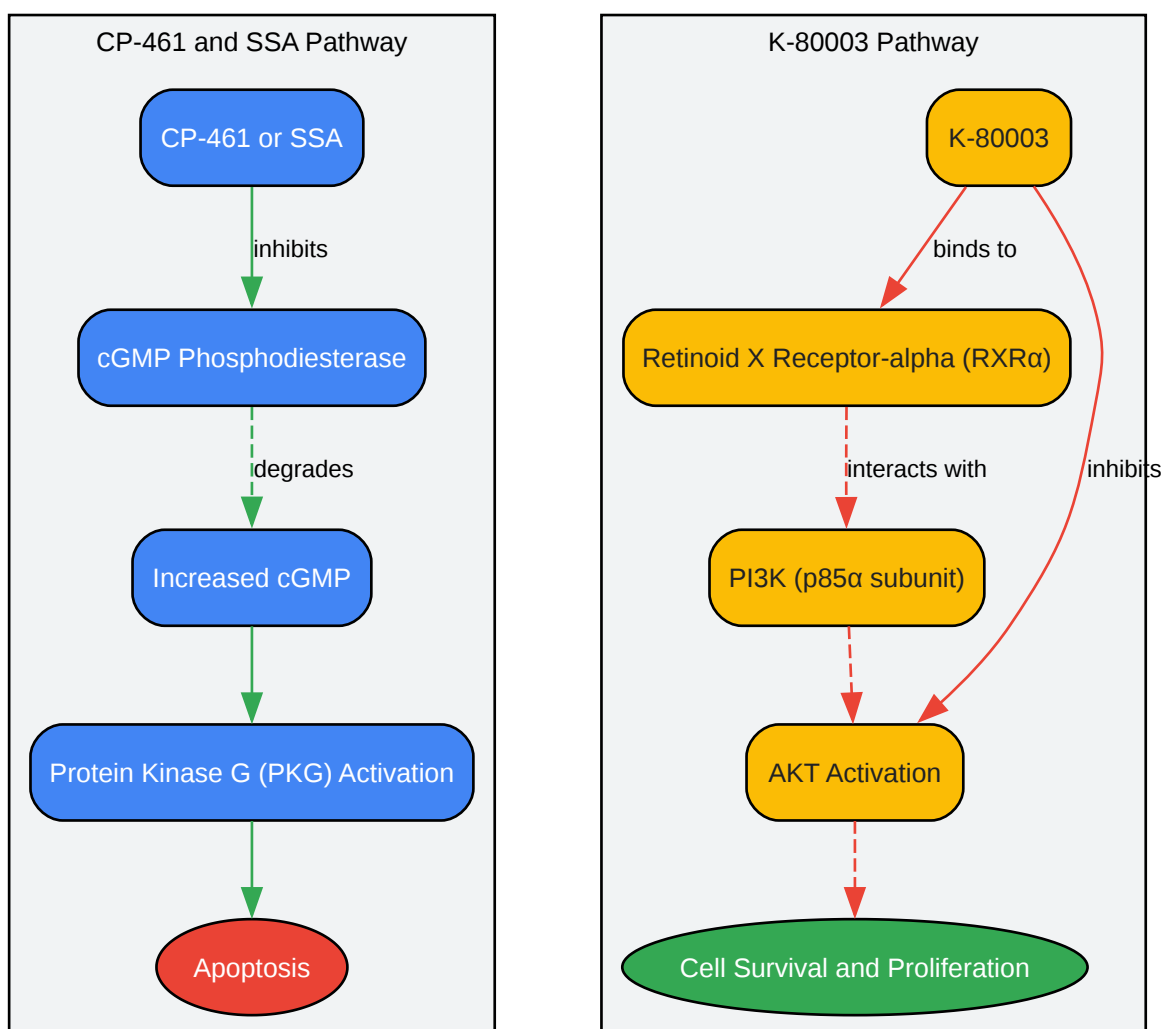 CP-461 and SSA Pathway
CP-461 or SSA
inhibits
cGMP Phosphodiesterase
degrades
Increased cGMP
Protein Kinase G (PKG) Activation
Apoptosis
K-80003 Pathway
K-80003
binds to
Retinoid X Receptor-alpha (RXRα)
interacts with
inhibits
PI3K (p85α subunit)
AKT Activation
Cell Survival and Proliferation